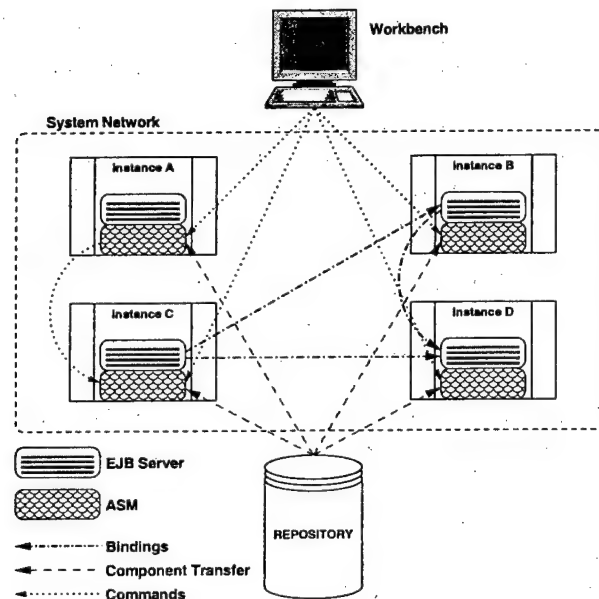 Workbench
System Network
Instance A
Instance B
Instance C
Instance D
EJB Server
ASM
REPOSITORY
Bindings
Component Transfer
Commands